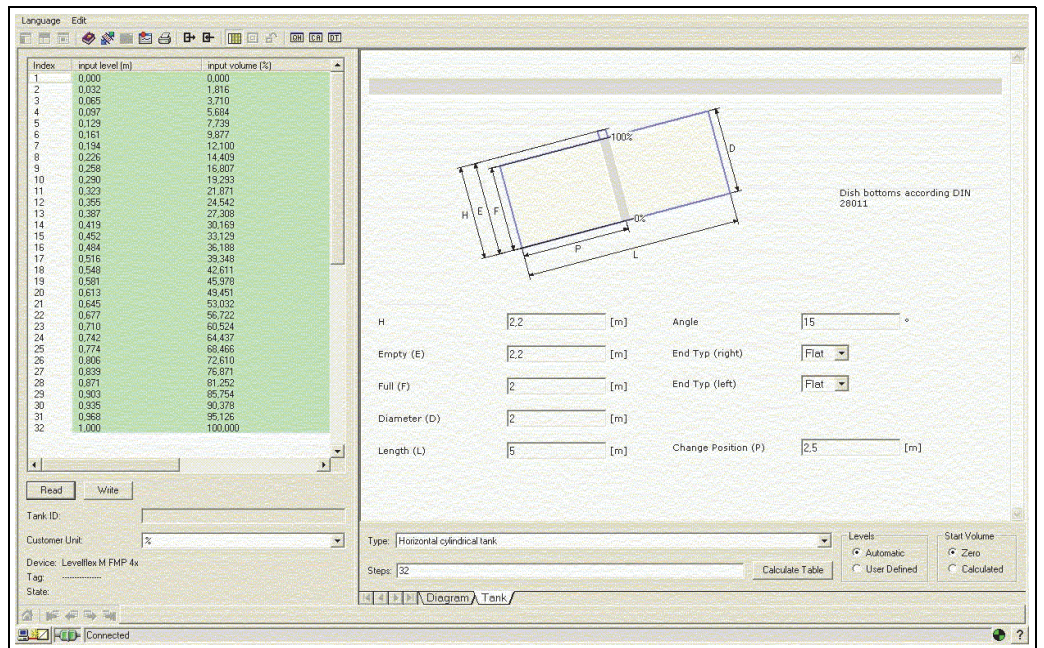 Language Edit
OH CA DT
Index input level [m] input volume [%]
1 0,000 0,000
2 0,032 1,816
3 0,065 3,710
4 0,097 5,684
5 0,129 7,739
6 0,161 9,877
7 0,194 12,100
8 0,226 14,409
9 0,258 16,807
10 0,290 19,293
11 0,323 21,871
12 0,355 24,542
13 0,387 27,308
14 0,419 30,169
15 0,452 33,129
16 0,484 36,188
17 0,516 39,348
18 0,548 42,611
19 0,581 45,978
20 0,613 49,451
21 0,645 53,032
22 0,677 56,722
23 0,710 60,524
24 0,742 64,437
25 0,774 68,466
26 0,806 72,610
27 0,839 76,871
28 0,871 81,252
29 0,903 85,754
30 0,935 90,378
31 0,968 95,126
32 1,000 100,000
Read Write
Tank ID:
Customer Unit: %
Device: Levelflex M FMP 4x
Tag: ---------------
State:
100%
D
H E F
0%
P
L
Dish bottoms according DIN
28011
H 2,2 [m] Angle 15 °
Empty (E) 2,2 [m] End Typ (right) Flat
Full (F) 2 [m] End Typ (left) Flat
Diameter (D) 2 [m]
Length (L) 5 [m] Change Position (P) 2,5 [m]
Type: Horizontal cylindrical tank
Steps: 32 Calculate Table
Levels
Automatic
User Defined
Start Volume
Zero
Calculated
Diagram Tank
Connected
?